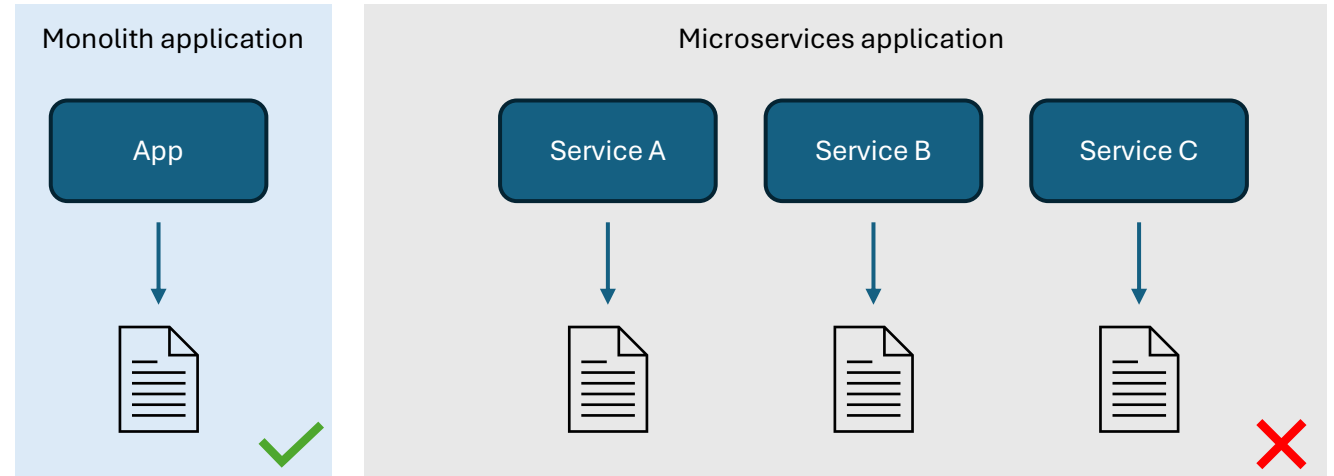 Monolith application
Microservices application
App
Service A
Service B
Service C